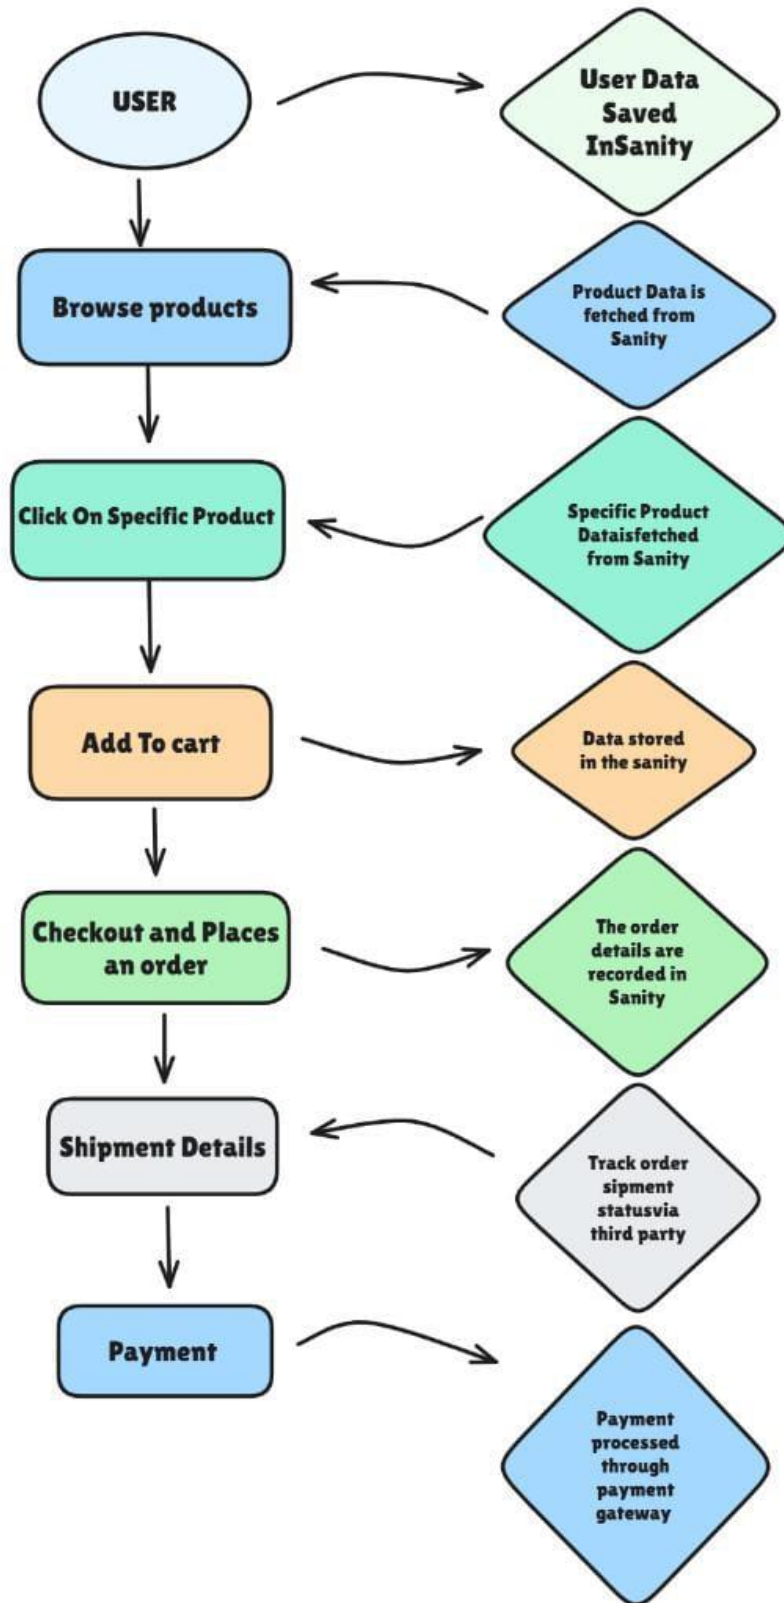 USER
User Data
Saved
InSanity
Browse products
Product Data is
fetched from
Sanity
Click On Specific Product
Specific Product
Dataisfetched
from Sanity
Add To cart
Data stored
in the sanity
Checkout and Places
an order
The order
details are
recorded in
Sanity
Shipment Details
Track order
sipment
statusvia
third party
Payment
Payment
processed
through
payment
gateway